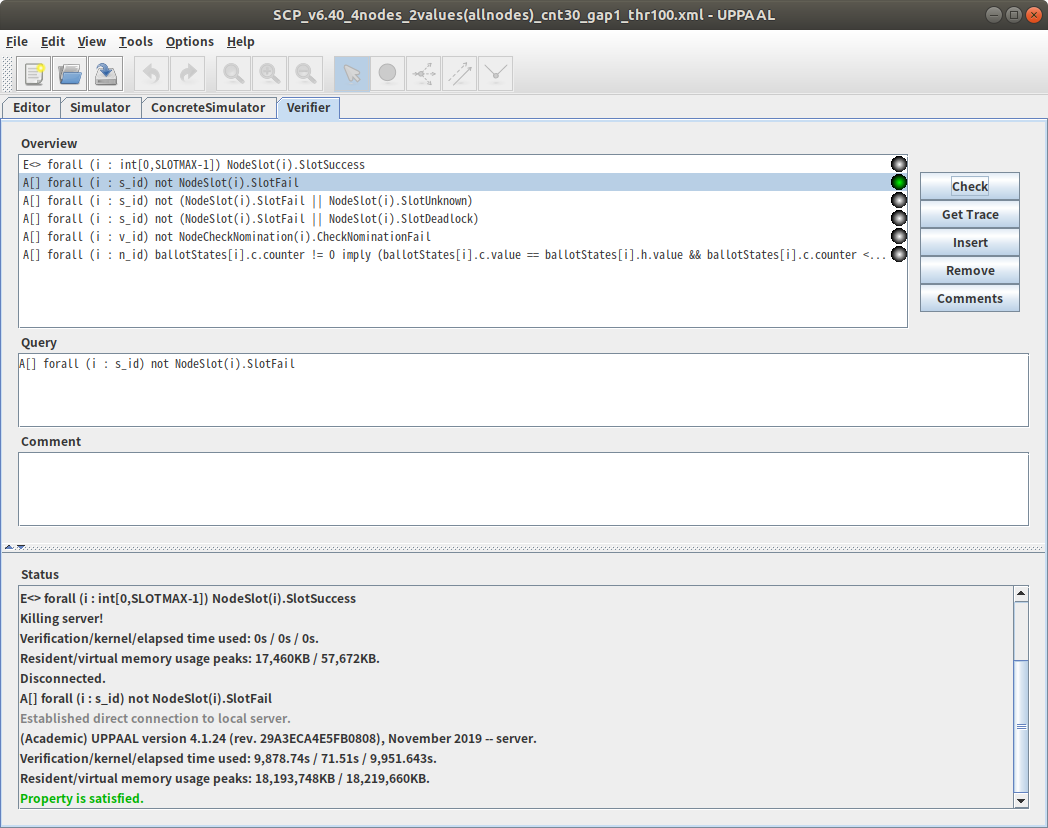 SCP_v6.40_4nodes_2values(allnodes)_cnt30_gap1_thr100.xml - UPPAAL
File Edit View Tools Options Help
Editor Simulator ConcreteSimulator Verifier
Overview
E<> forall (i : int[0,SLOTMAX-1]) NodeSlot(i).SlotSuccess
A[] forall (i : s_id) not NodeSlot(i).SlotFail
A[] forall (i : s_id) not (NodeSlot(i).SlotFail || NodeSlot(i).SlotUnknown)
A[] forall (i : s_id) not (NodeSlot(i).SlotFail || NodeSlot(i).SlotDeadlock)
A[] forall (i : v_id) not NodeCheckNomination(i).CheckNominationFail
A[] forall (i : n_id) ballotStates[i].c.counter != 0 imply (ballotStates[i].c.value == ballotStates[i].h.value && ballotStates[i].c.counter <...
Check
Get Trace
Insert
Remove
Comments
Query
A[] forall (i : s_id) not NodeSlot(i).SlotFail
Comment
Status
E<> forall (i : int[0,SLOTMAX-1]) NodeSlot(i).SlotSuccess
Killing server!
Verification/kernel/elapsed time used: 0s / 0s / 0s.
Resident/virtual memory usage peaks: 17,460KB / 57,672KB.
Disconnected.
A[] forall (i : s_id) not NodeSlot(i).SlotFail
Established direct connection to local server.
(Academic) UPPAAL version 4.1.24 (rev. 29A3ECA4E5FB0808), November 2019 -- server.
Verification/kernel/elapsed time used: 9,878.74s / 71.51s / 9,951.643s.
Resident/virtual memory usage peaks: 18,193,748KB / 18,219,660KB.
Property is satisfied.